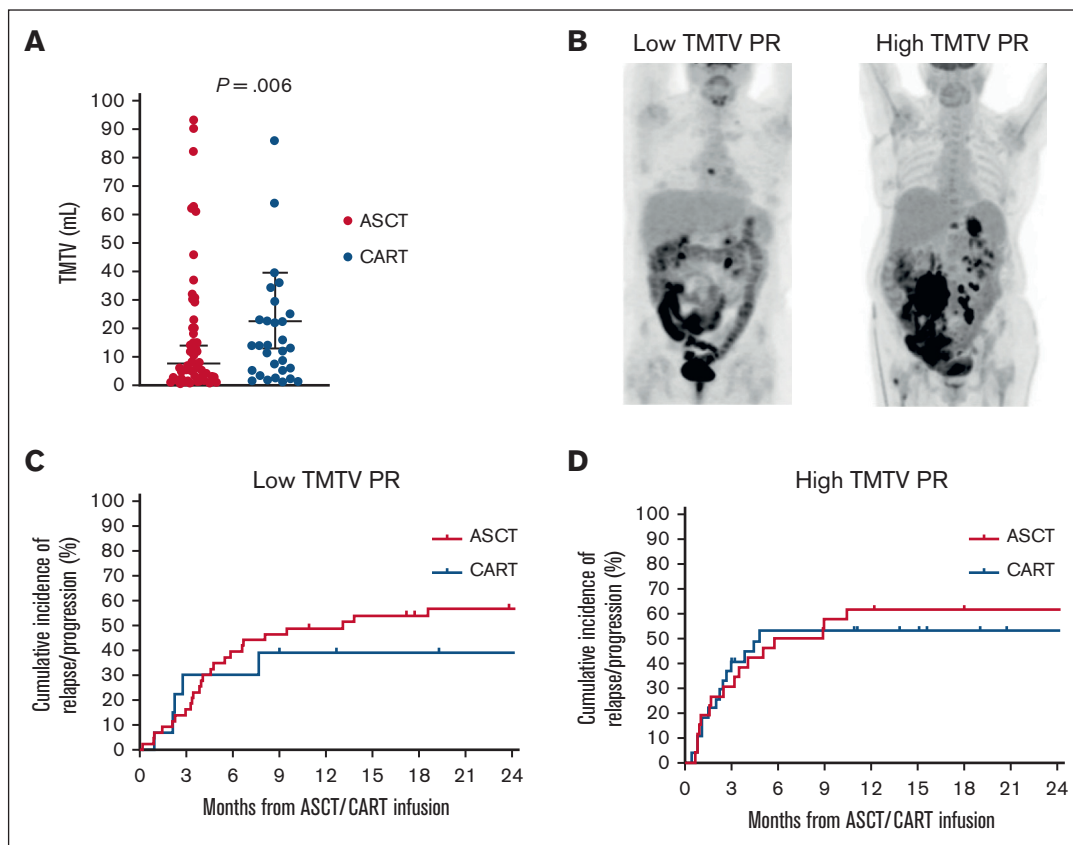 A
P = .006
TMTV (mL)
100
90
80
70
60
50
40
30
20
10
0
ASCT
CART
B
Low TMTV PR
High TMTV PR
C
Low TMTV PR
Cumulative incidence of
relapse/progression (%)
100
90
80
70
60
50
40
30
20
10
0
ASCT
CART
0 3 6 9 12 15 18 21 24
Months from ASCT/CART infusion
D
High TMTV PR
Cumulative incidence of
relapse/progression (%)
100
90
80
70
60
50
40
30
20
10
0
ASCT
CART
0 3 6 9 12 15 18 21 24
Months from ASCT/CART infusion